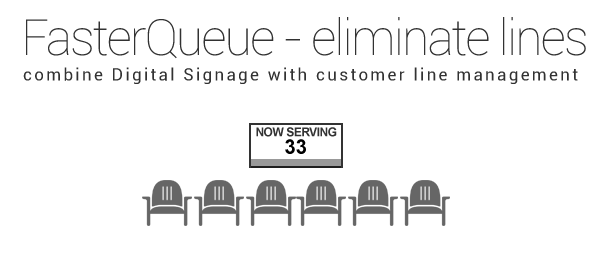 FasterQueue - eliminate lines
combine Digital Signage with customer line management
NOW SERVING
33